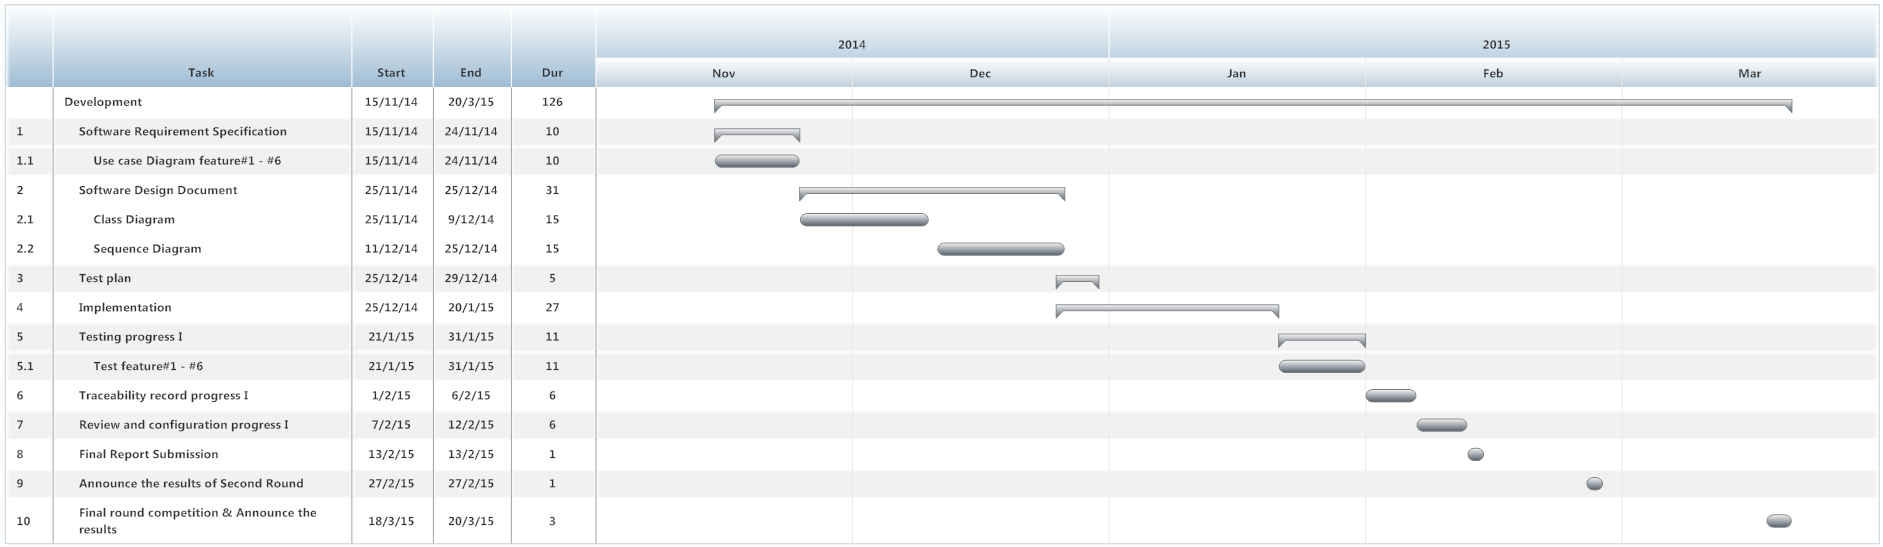 2014 2015
Task Start End Dur Nov Dec Jan Feb Mar
Development 15/11/14 20/3/15 126
1 Software Requirement Specification 15/11/14 24/11/14 10
1.1 Use case Diagram feature#1 - #6 15/11/14 24/11/14 10
2 Software Design Document 25/11/14 25/12/14 31
2.1 Class Diagram 25/11/14 9/12/14 15
2.2 Sequence Diagram 11/12/14 25/12/14 15
3 Test plan 25/12/14 29/12/14 5
4 Implementation 25/12/14 20/1/15 27
5 Testing progress I 21/1/15 31/1/15 11
5.1 Test feature#1 - #6 21/1/15 31/1/15 11
6 Traceability record progress I 1/2/15 6/2/15 6
7 Review and configuration progress I 7/2/15 12/2/15 6
8 Final Report Submission 13/2/15 13/2/15 1
9 Announce the results of Second Round 27/2/15 27/2/15 1
10 Final round competition & Announce the
results 18/3/15 20/3/15 3